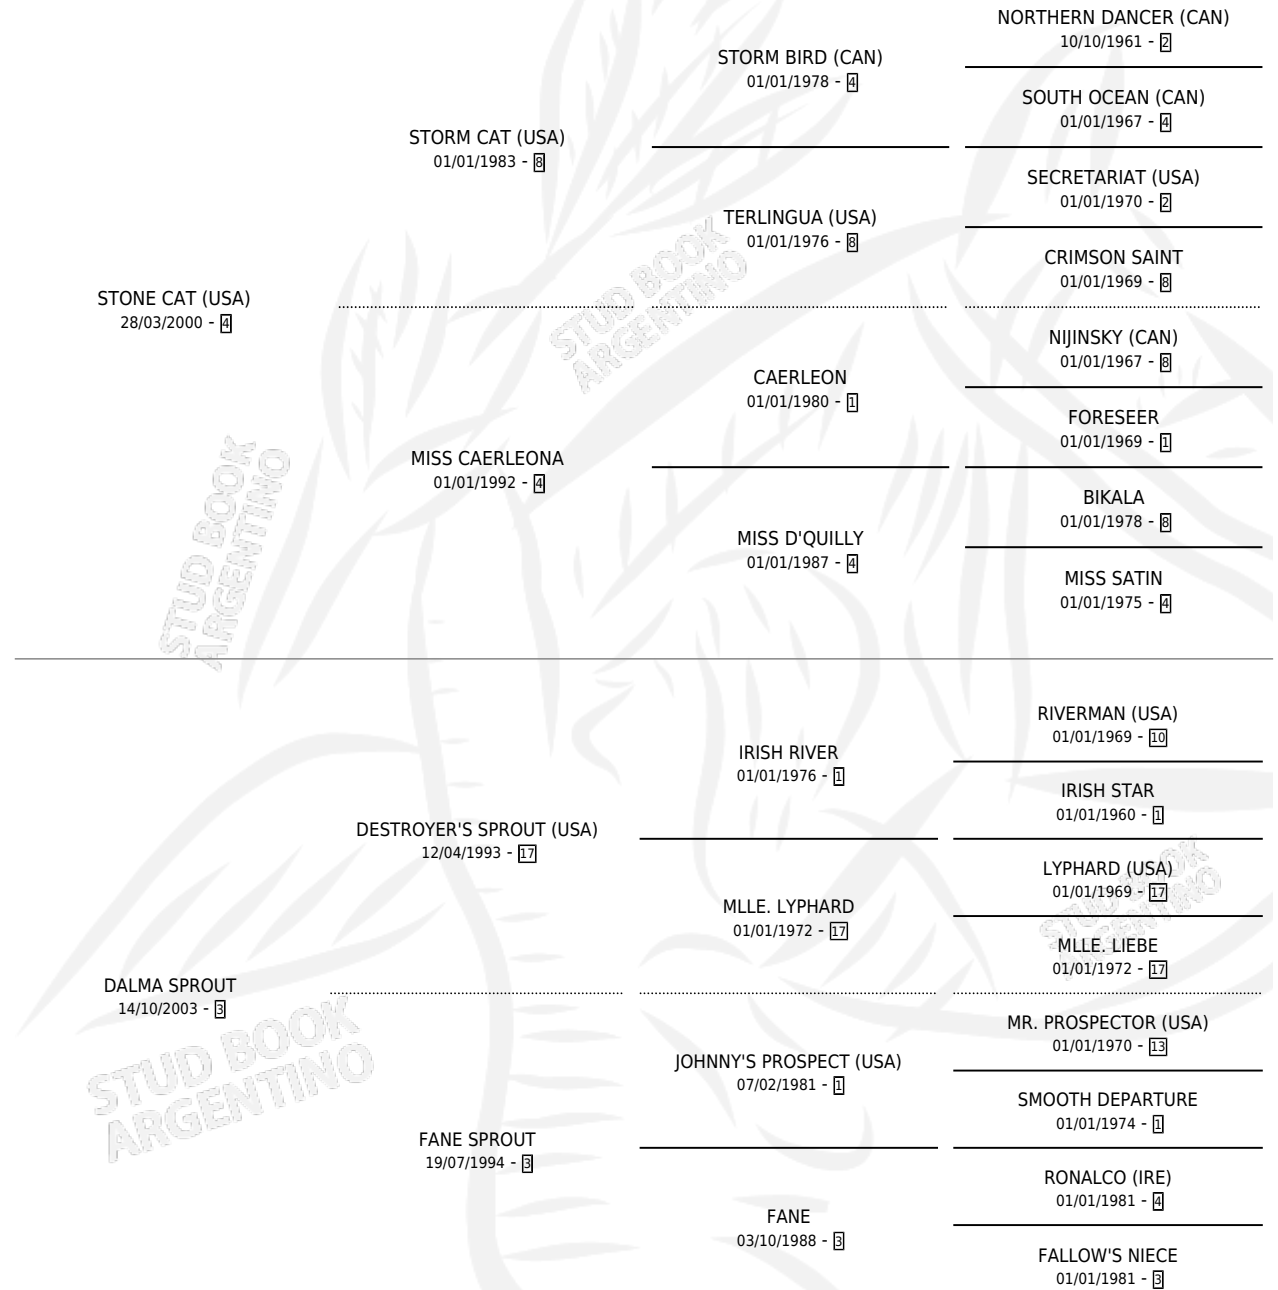 NORTHERN DANCER (CAN)
10/10/1961 - 2
STORM BIRD (CAN)
01/01/1978 - 4
SOUTH OCEAN (CAN)
01/01/1967 - 4
STORM CAT (USA)
01/01/1983 - 8
SECRETARIAT (USA)
01/01/1970 - 2
TERLINGUA (USA)
01/01/1976 - 8
CRIMSON SAINT
01/01/1969 - 8
STONE CAT (USA)
28/03/2000 - 4
STUD BOOK
ARGENTINO
NIJINSKY (CAN)
01/01/1967 - 8
CAERLEON
01/01/1980 - 1
FORESEER
01/01/1969 - 1
MISS CAERLEONA
01/01/1992 - 4
BIKALA
01/01/1978 - 8
MISS D'QUILLY
01/01/1987 - 4
MISS SATIN
01/01/1975 - 4
STUD BOOK
ARGENTINO
RIVERMAN (USA)
01/01/1969 - 10
IRISH RIVER
01/01/1976 - 1
IRISH STAR
01/01/1960 - 1
DESTROYER'S SPROUT (USA)
12/04/1993 - 17
LYPHARD (USA)
01/01/1969 - 17
MLLE. LYPHARD
01/01/1972 - 17
STUD BOOK
ARGENTINO
MLLE. LIEBE
01/01/1972 - 17
DALMA SPROUT
14/10/2003 - 3
MR. PROSPECTOR (USA)
01/01/1970 - 13
JOHNNY'S PROSPECT (USA)
07/02/1981 - 1
SMOOTH DEPARTURE
01/01/1974 - 1
STUD BOOK
ARGENTINO
FANE SPROUT
19/07/1994 - 3
RONALCO (IRE)
01/01/1981 - 4
FANE
03/10/1988 - 3
FALLOW'S NIECE
01/01/1981 - 3